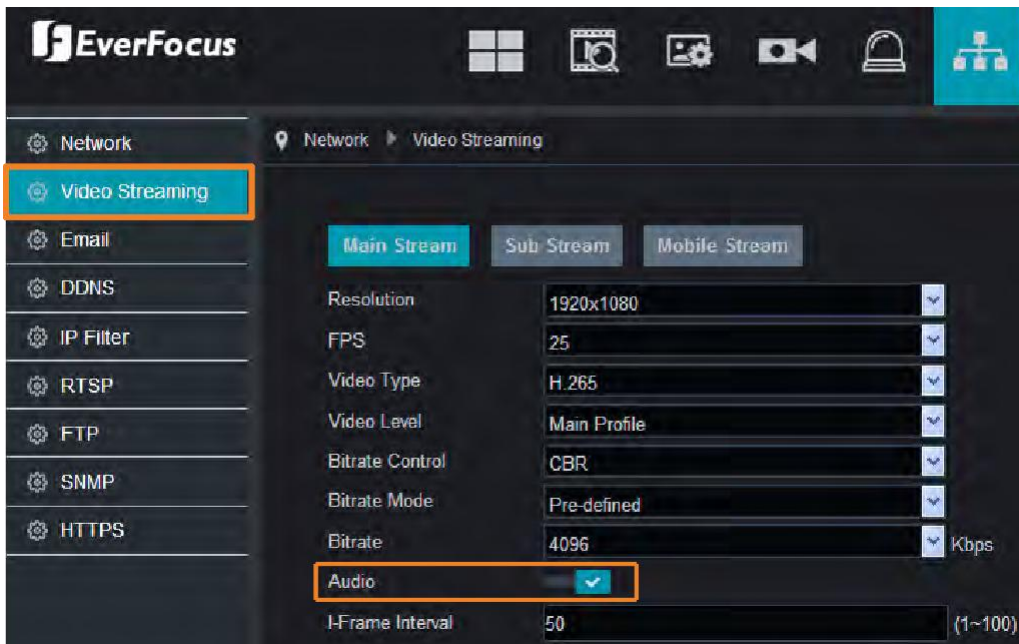 EverFocus
Network
Video Streaming
Email
DDNS
IP Filter
RTSP
FTP
SNMP
HTTPS
Network Video Streaming
Main Stream Sub Stream Mobile Stream
Resolution 1920x1080
FPS 25
Video Type H.265
Video Level Main Profile
Bitrate Control CBR
Bitrate Mode Pre-defined
Bitrate 4096 Kbps
Audio
I-Frame Interval 50 (1~100)